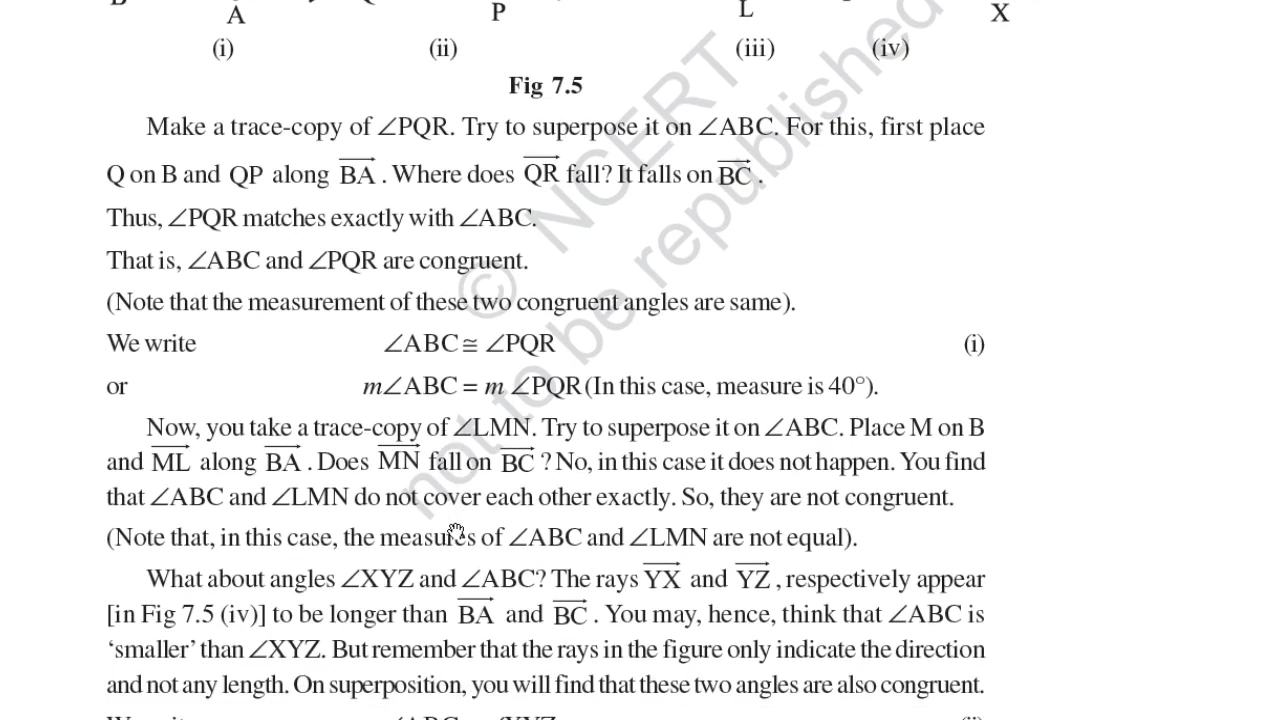 A P L X
(i) (ii) (iii) (iv)
Fig 7.5
Make a trace-copy of ∠PQR. Try to superpose it on ∠ABC. For this, first place
Q on B and QP along BA. Where does QR fall? It falls on BC.
Thus, ∠PQR matches exactly with ∠ABC.
That is, ∠ABC and ∠PQR are congruent.
(Note that the measurement of these two congruent angles are same).
We write ∠ABC ≅ ∠PQR (i)
or m∠ABC = m ∠PQR (In this case, measure is 40°).
Now, you take a trace-copy of ∠LMN. Try to superpose it on ∠ABC. Place M on B
and ML along BA. Does MN fall on BC? No, in this case it does not happen. You find
that ∠ABC and ∠LMN do not cover each other exactly. So, they are not congruent.
(Note that, in this case, the measures of ∠ABC and ∠LMN are not equal).
What about angles ∠XYZ and ∠ABC? The rays YX and YZ, respectively appear
[in Fig 7.5 (iv)] to be longer than BA and BC. You may, hence, think that ∠ABC is
‘smaller’ than ∠XYZ. But remember that the rays in the figure only indicate the direction
and not any length. On superposition, you will find that these two angles are also congruent.
© NCERT
not to be republished